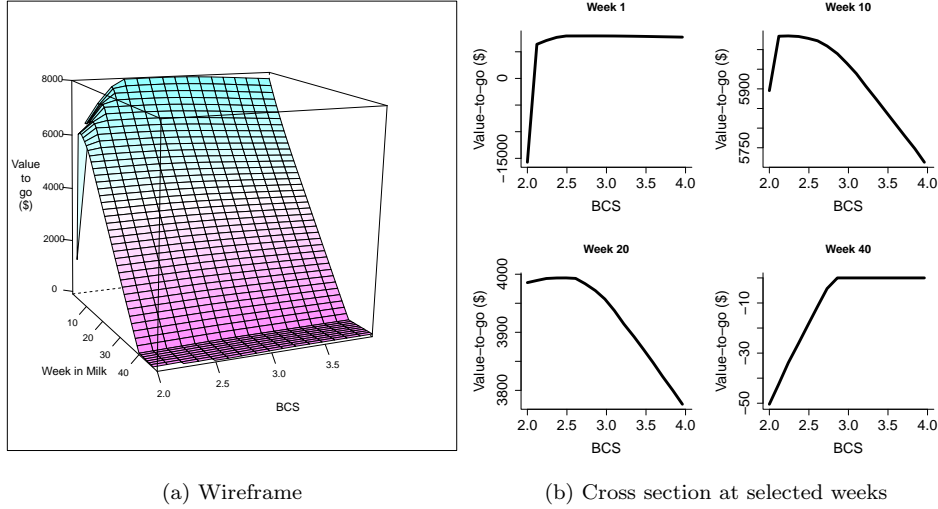 8000
6000
Value
to
go
($)
4000
2000
0
10
20
30
40
Week in Milk
2.0
2.5
3.0
3.5
BCS
Week 1
Value−to−go ($)
0
−15000
2.0 2.5 3.0 3.5 4.0
BCS
Week 10
Value−to−go ($)
5900
5750
2.0 2.5 3.0 3.5 4.0
BCS
Week 20
Value−to−go ($)
4000
3900
3800
2.0 2.5 3.0 3.5 4.0
BCS
Week 40
Value−to−go ($)
−10
−30
−50
2.0 2.5 3.0 3.5 4.0
BCS
(a) Wireframe
(b) Cross section at selected weeks